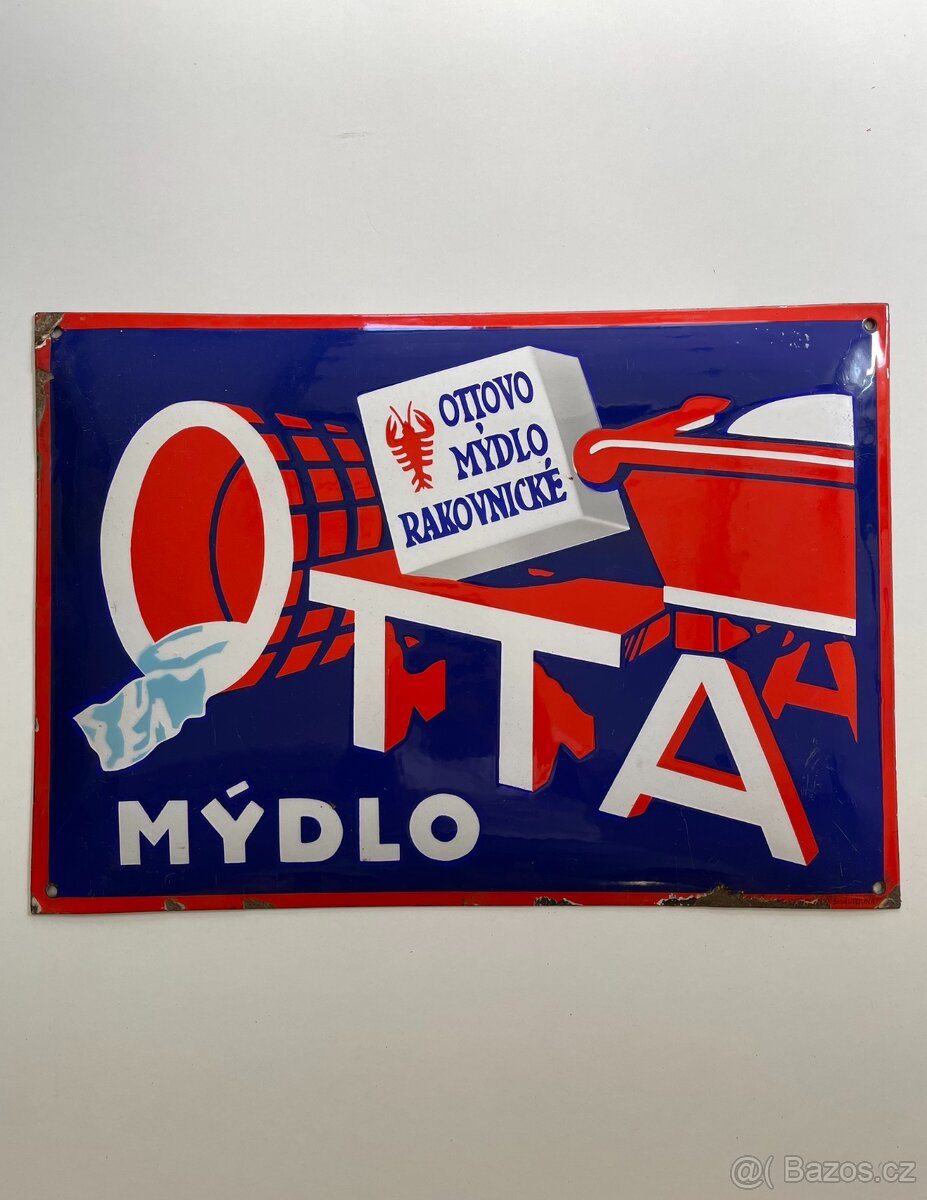 OTTOVO
MÝDLO
RAKOVNICKÉ
OTTA
MÝDLO
@( Bazos.cz